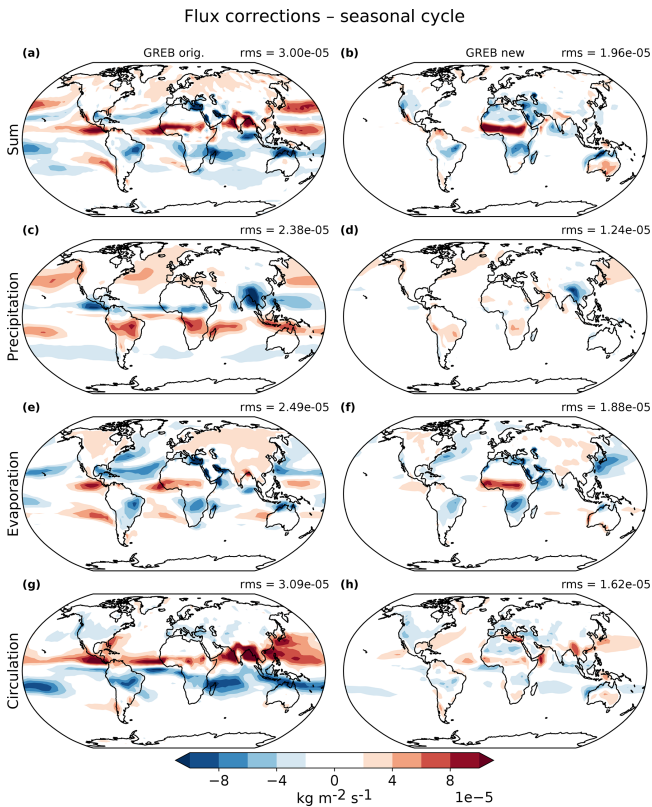 Flux corrections – seasonal cycle
(a) GREB orig. rms = 3.00e-05
(b) GREB new rms = 1.96e-05
Sum
(c) rms = 2.38e-05
(d) rms = 1.24e-05
Precipitation
(e) rms = 2.49e-05
(f) rms = 1.88e-05
Evaporation
(g) rms = 3.09e-05
(h) rms = 1.62e-05
Circulation
−8 −4 0 4 8
kg m⁻² s⁻¹ 1e−5